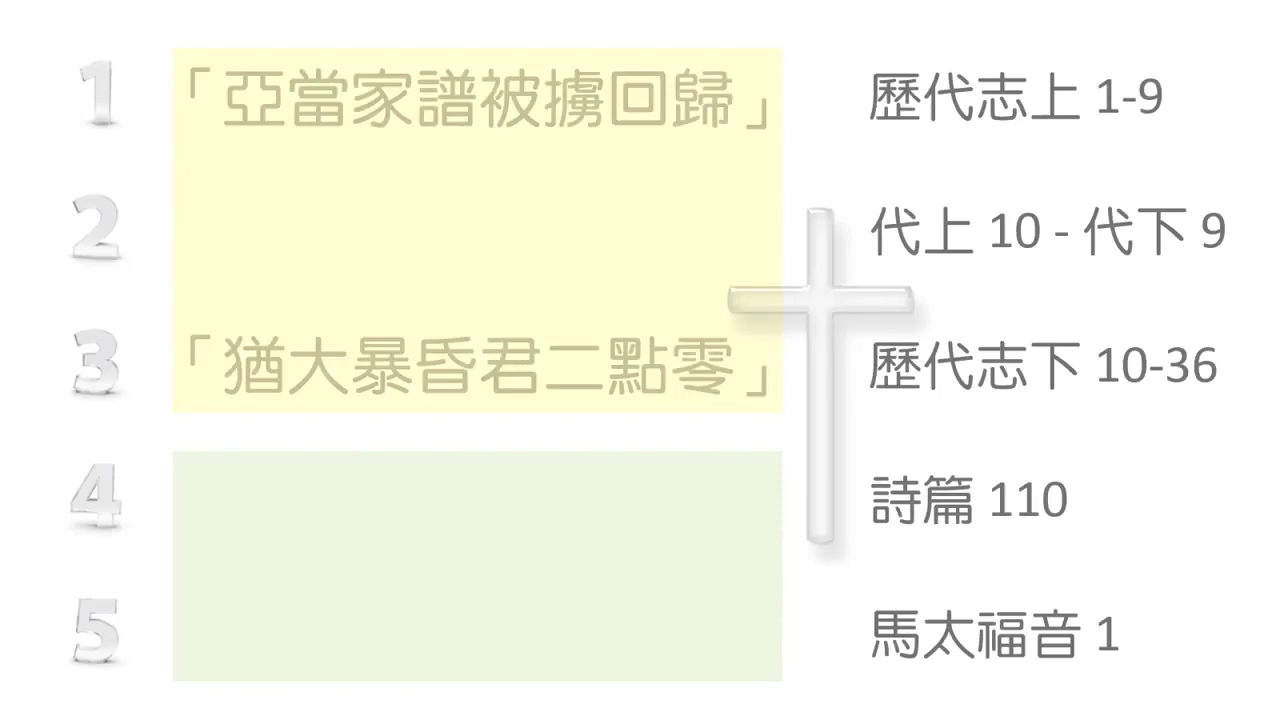 1 「亞當家譜被擄回歸」 歷代志上 1-9
2 代上 10 - 代下 9
3 「猶大暴昏君二點零」 歷代志下 10-36
4 詩篇 110
5 馬太福音 1